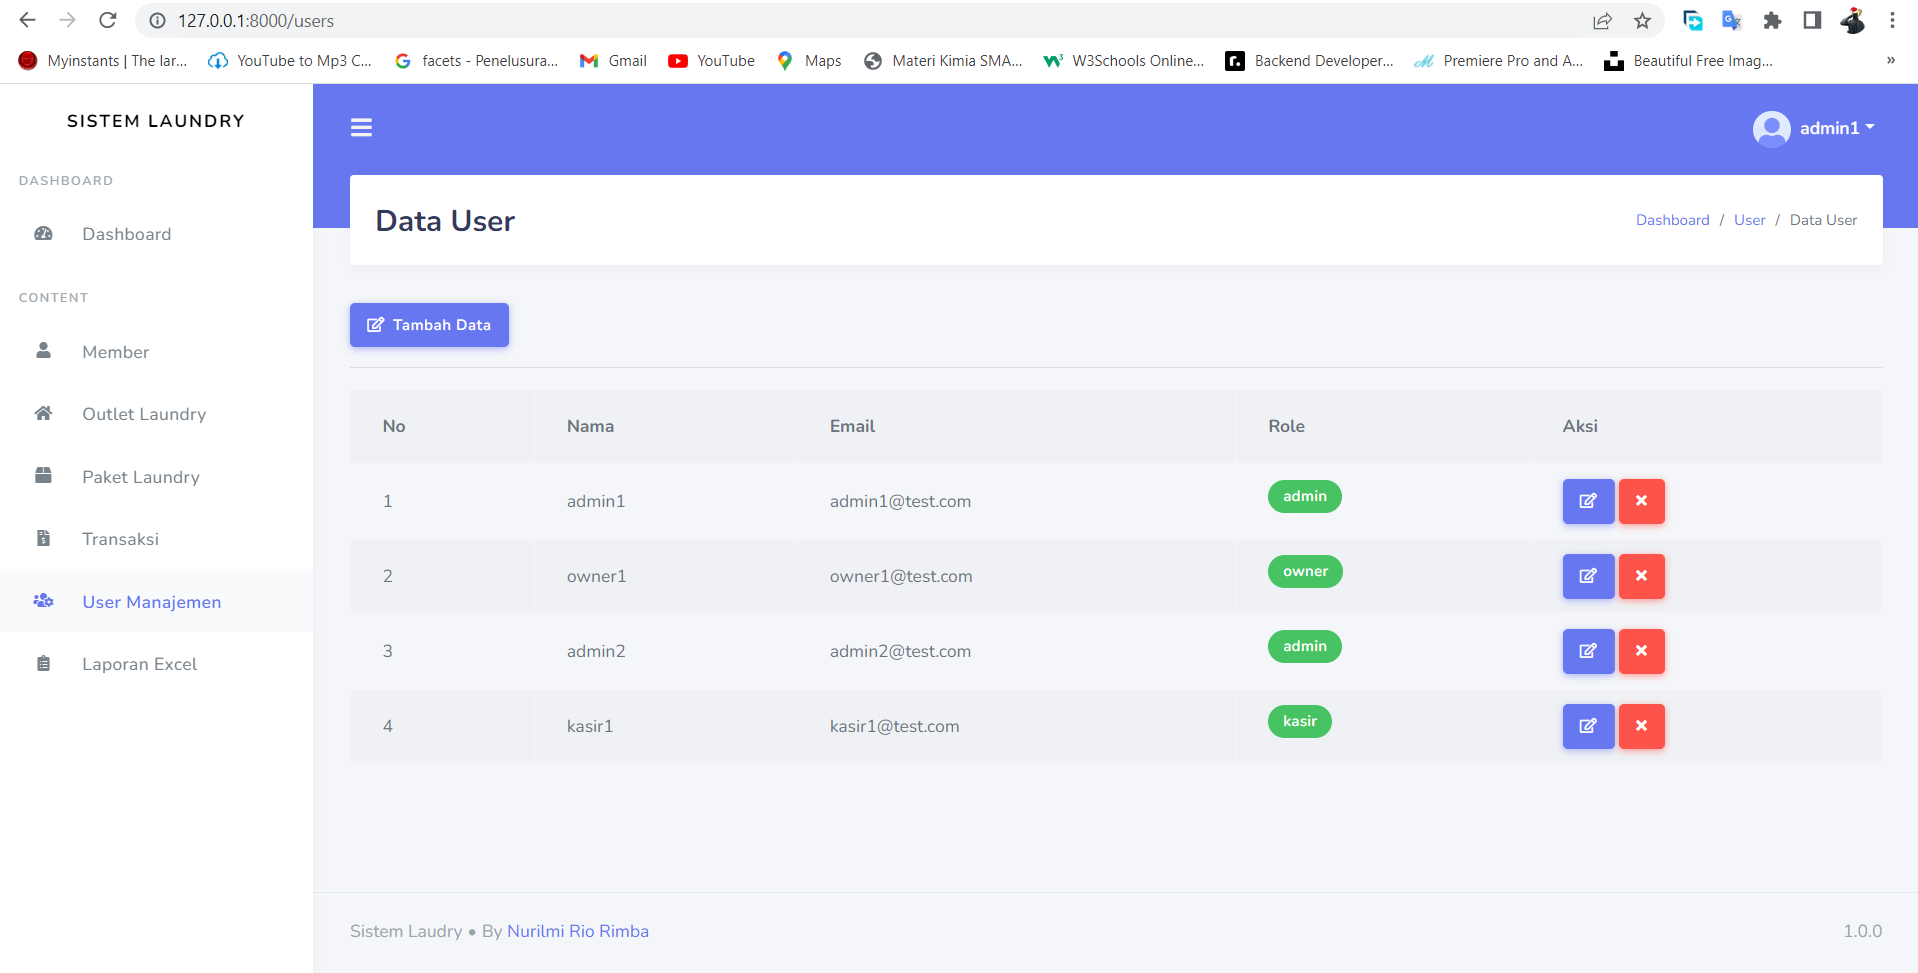 127.0.0.1:8000/users
Myinstants | The lar...
YouTube to Mp3 C...
facets - Penelusura...
Gmail
YouTube
Maps
Materi Kimia SMA...
W3Schools Online...
Backend Developer...
Premiere Pro and A...
Beautiful Free Imag...
»
SISTEM LAUNDRY
admin1
DASHBOARD
Dashboard
CONTENT
Member
Outlet Laundry
Paket Laundry
Transaksi
User Manajemen
Laporan Excel
Data User
Dashboard / User / Data User
Tambah Data
No Nama Email Role Aksi
1 admin1 admin1@test.com admin
2 owner1 owner1@test.com owner
3 admin2 admin2@test.com admin
4 kasir1 kasir1@test.com kasir
Sistem Laudry • By Nurilmi Rio Rimba
1.0.0